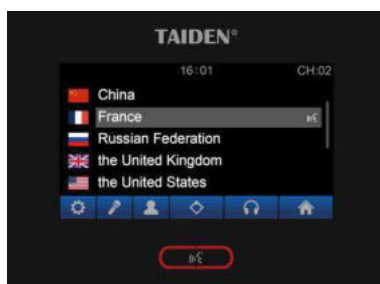 TAIDEN®
16:01 CH:02
China
France
Russian Federation
the United Kingdom
the United States